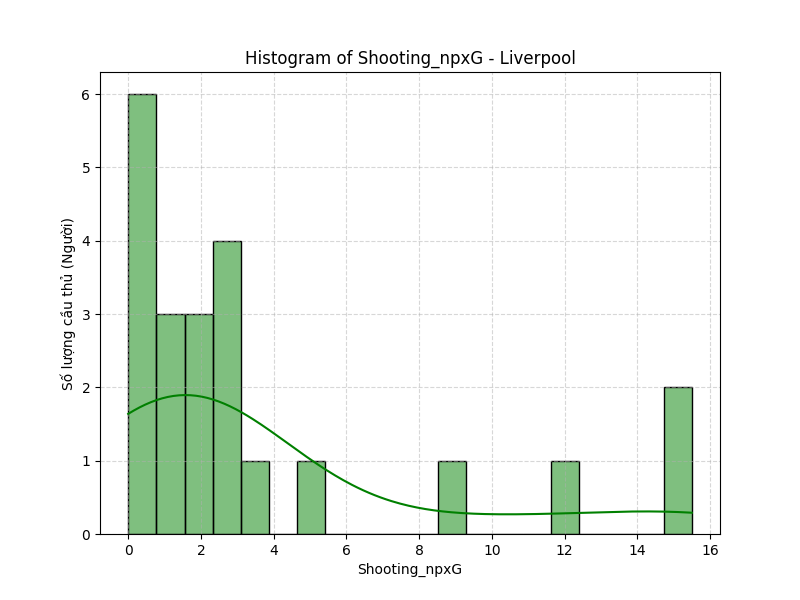 Histogram of Shooting_npxG - Liverpool
Số lượng cầu thủ (Người)
6
5
4
3
2
1
0
0 2 4 6 8 10 12 14 16
Shooting_npxG